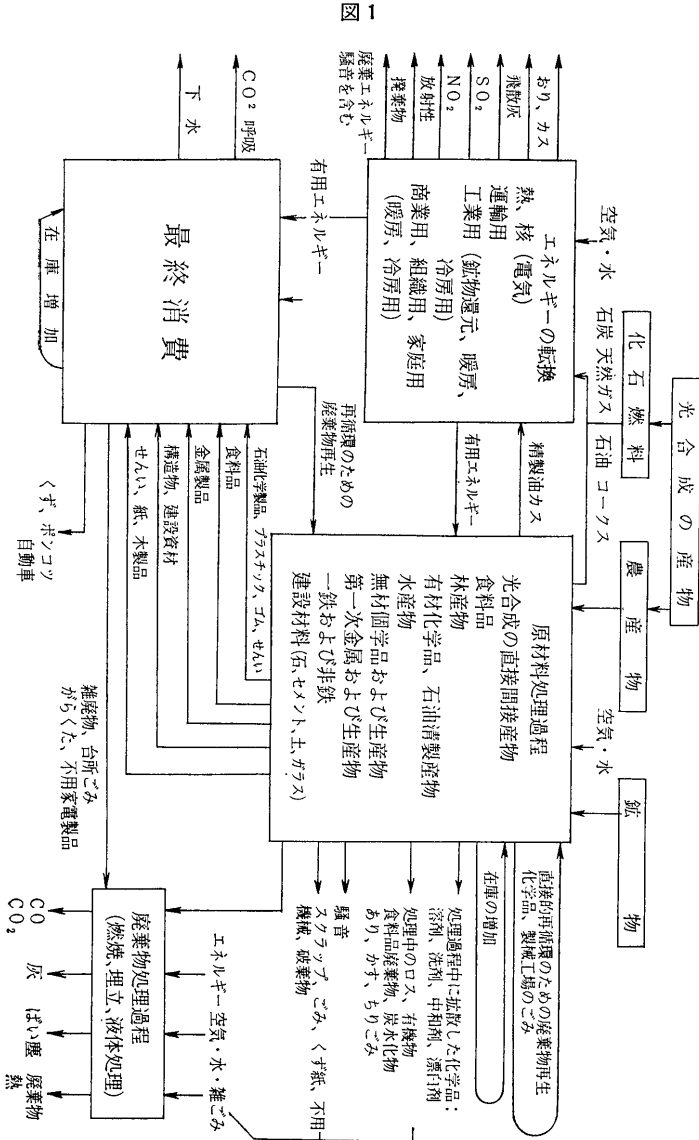 図1
光合成の産物
化石燃料
農産物
鉱物
空気・水
石炭 天然ガス
石油 コークス
空気・水
エネルギーの転換
熱、核(電気)
運輸用
工業用(鉱物還元、暖房、
冷房用)
商業用、組織用、家庭用
(暖房、冷房用)
おり、カス
飛散灰
SO₂
NO₂
放射性
撥棄物
廃棄エネルギー
騒音を含む
精製油カス
有用エネルギー
有用エネルギー
原材料処理過程
光合成の直接間接産物
食料品
林産物
有材化学品、石油清製産物
水産物
無材個学品および生産物
第一次金属および生産物
一鉄および非鉄
建設材料(石、セメント、土、ガラス)
直接的再循環のための廃棄物再生
化学品、製械工場のごみ
在庫の増加
処理過程中に拡散した化学品:
溶剤、洗剤、中和剤、漂白剤
処理中のロス、有機物
食料品廃棄物、炭水化物
あり、かす、ちりごみ
騒音
スクラップ、ごみ、くず紙、不用
機械、破棄物
最終消費
CO² 呼吸
下水
在庫増加
再循環のための
廃棄物再生
石油化学製品、プラスチック、ゴム、せんい
食料品
金属製品
構造物、建設資材
せんい、紙、木製品
くず、ポンコツ
自動車
雑廃物、台所ごみ
がらくた、不用家電製品
エネルギー空気・水・雑ごみ
廃棄物処理過程
(燃焼、埋立、液体処理)
CO
CO₂
灰
ばい塵
廃棄物
熱